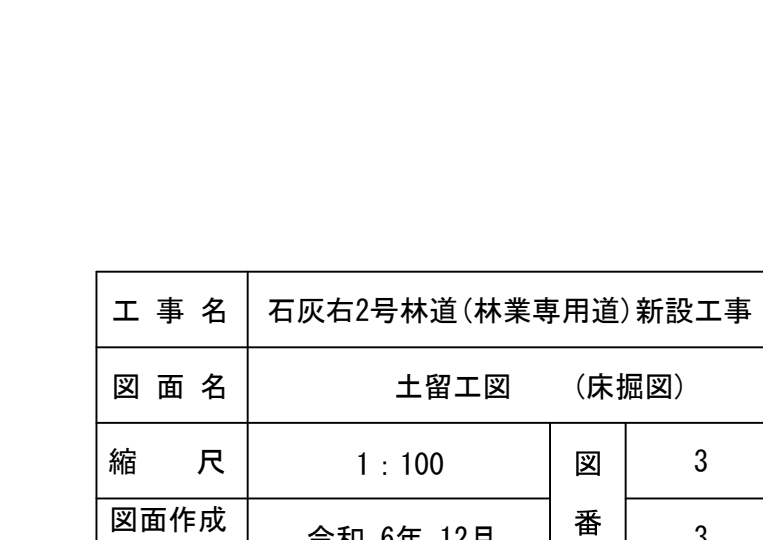 工 事 名 石灰右2号林道(林業専用道)新設工事
図 面 名 土留工図 (床掘図)
縮 尺 1：100 図 3
図面作成 令和 6年 12月 番 3